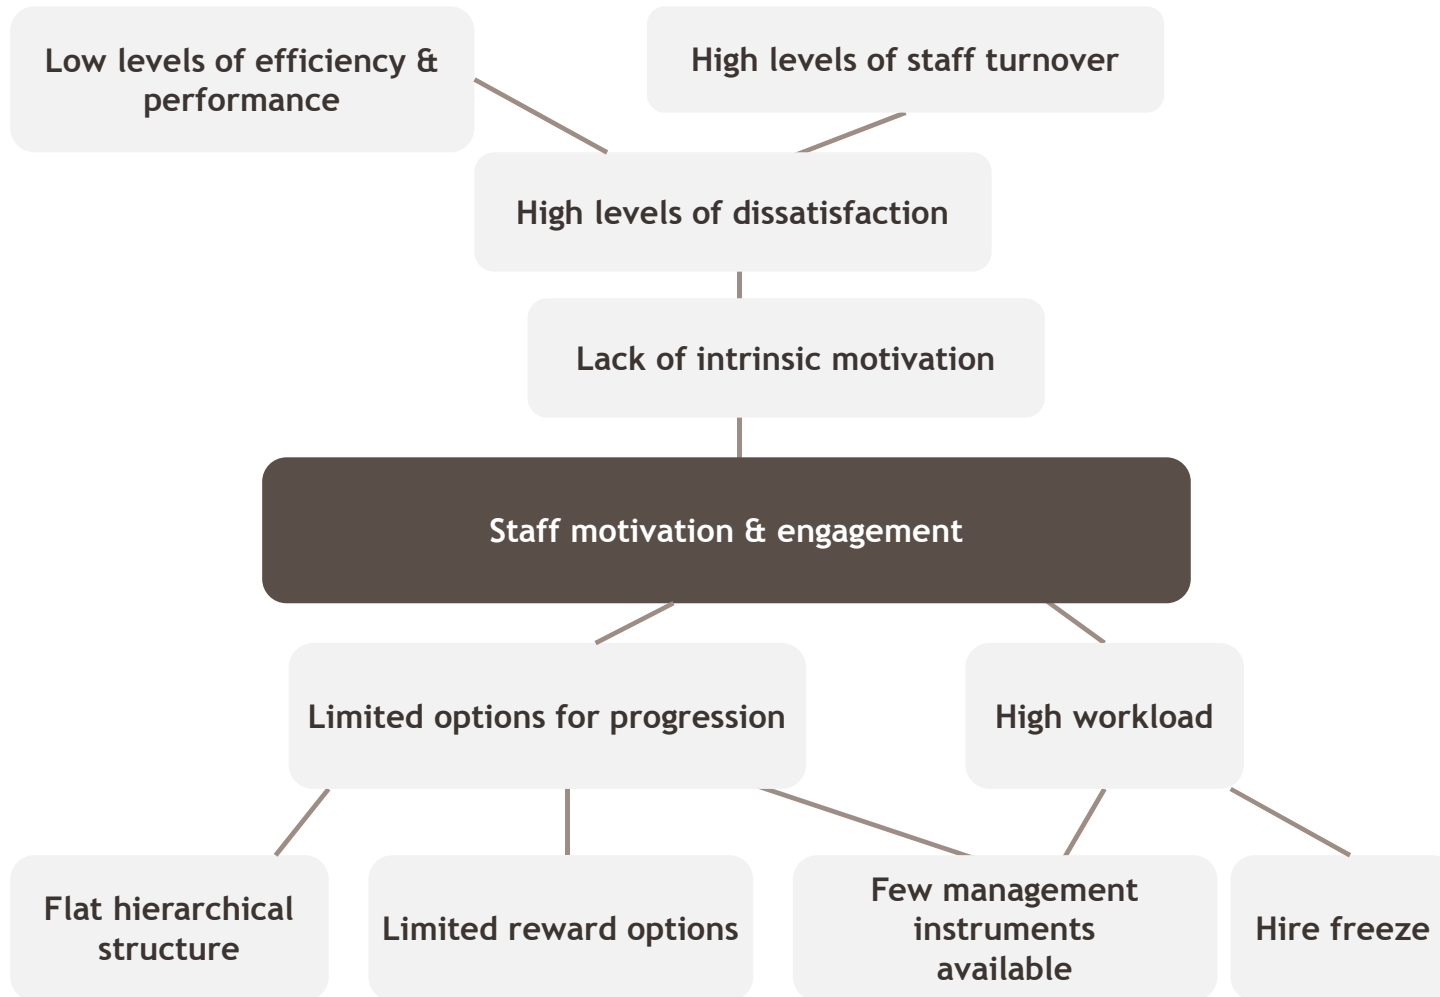 Low levels of efficiency &
performance
High levels of staff turnover
High levels of dissatisfaction
Lack of intrinsic motivation
Staff motivation & engagement
Limited options for progression
High workload
Flat hierarchical
structure
Limited reward options
Few management
instruments
available
Hire freeze